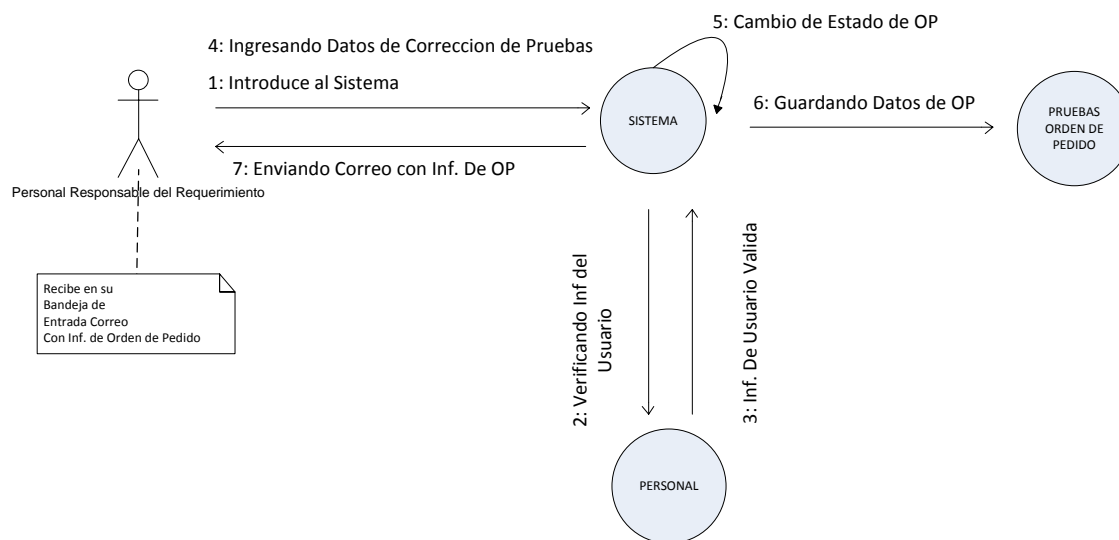 5: Cambio de Estado de OP
4: Ingresando Datos de Correccion de Pruebas
1: Introduce al Sistema
6: Guardando Datos de OP
SISTEMA
PRUEBAS
ORDEN DE
PEDIDO
7: Enviando Correo con Inf. De OP
Personal Responsable del Requerimiento
Recibe en su
Bandeja de
Entrada Correo
Con Inf. de Orden de Pedido
2: Verificando Inf del
Usuario
3: Inf. De Usuario Valida
PERSONAL